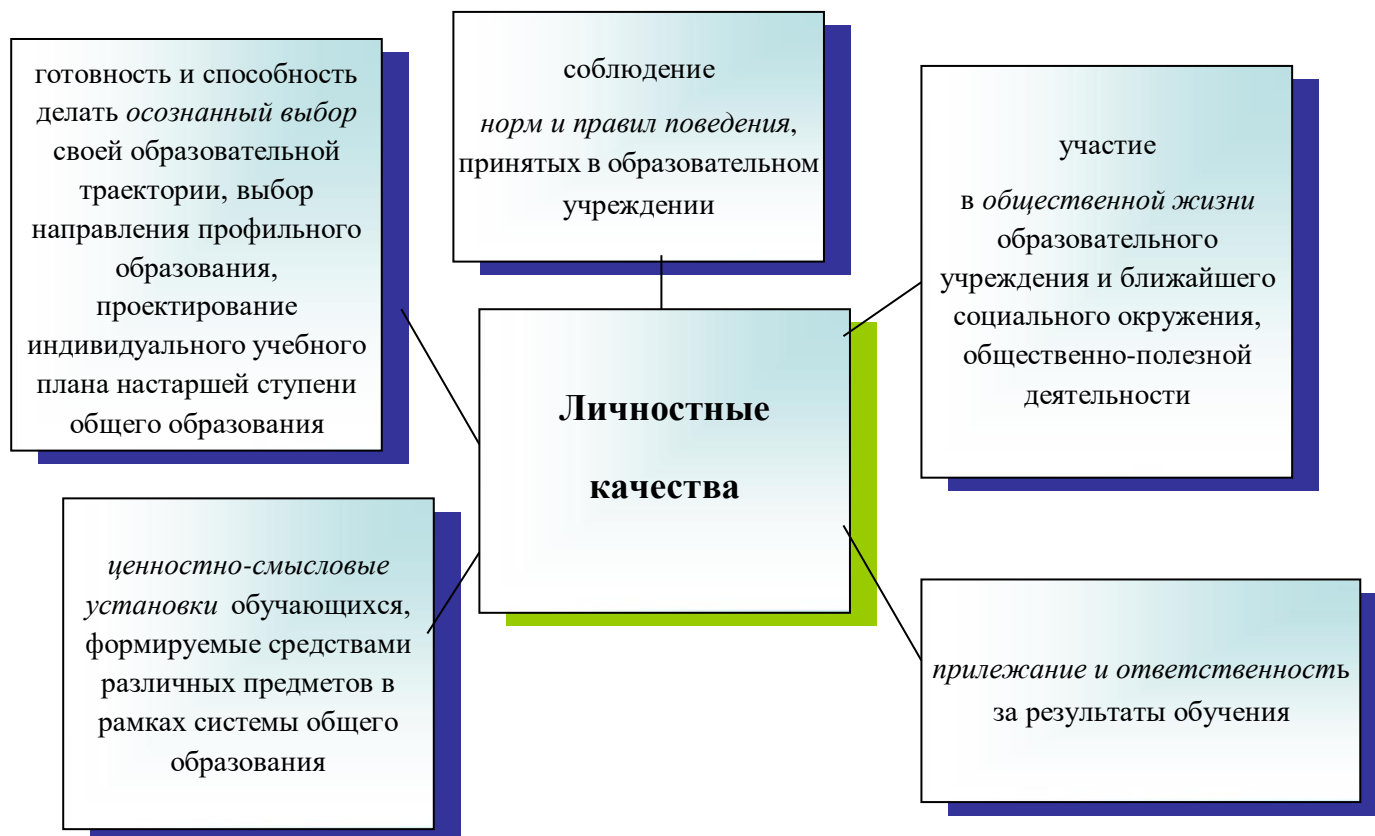 готовность и способность
делать осознанный выбор
своей образовательной
траектории, выбор
направления профильного
образования,
проектирование
индивидуального учебного
плана настаршей ступени
общего образования
соблюдение
норм и правил поведения,
принятых в образовательном
учреждении
участие
в общественной жизни
образовательного
учреждения и ближайшего
социального окружения,
общественно-полезной
деятельности
Личностные
качества
ценностно-смысловые
установки обучающихся,
формируемые средствами
различных предметов в
рамках системы общего
образования
прилежание и ответственность
за результаты обучения